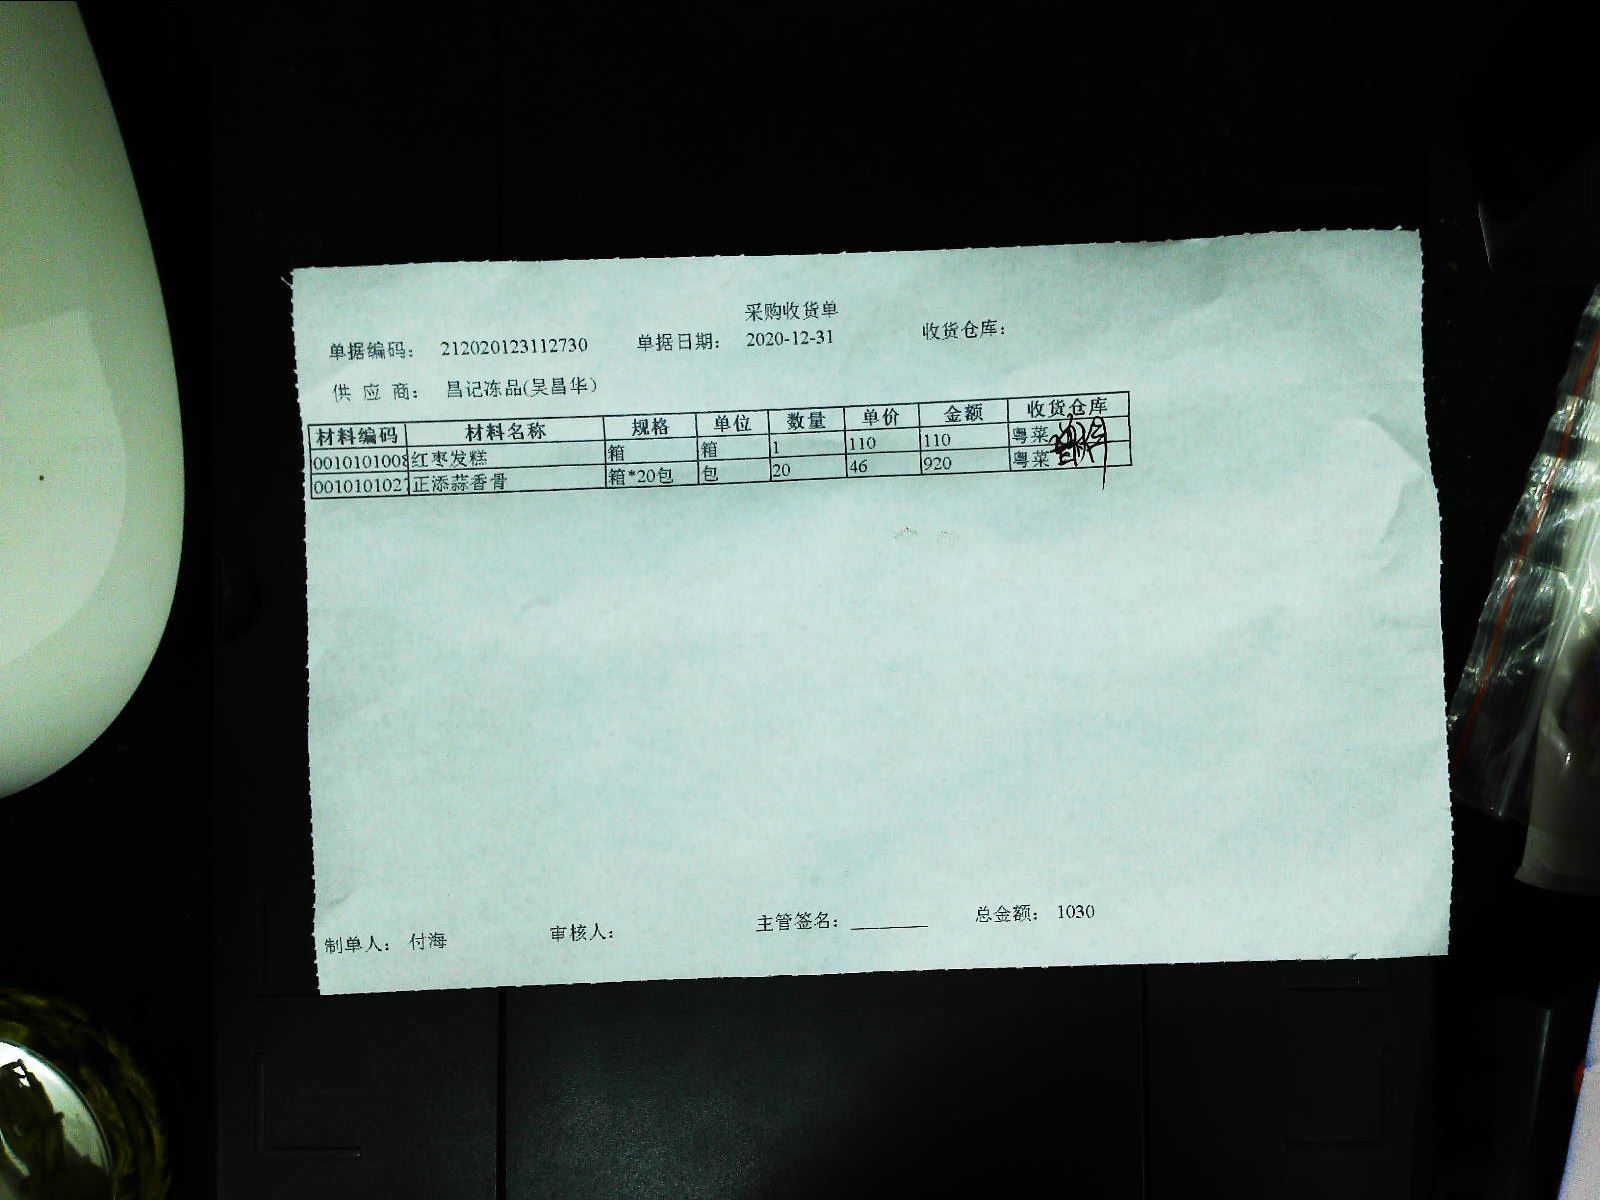 采购收货单
单据编码： 212020123112730 单据日期： 2020-12-31 收货仓库：
供 应 商： 昌记冻品(吴昌华)
材料编码 材料名称 规格 单位 数量 单价 金额 收货仓库
0010101008 红枣发糕 箱 箱 1 110 110 粤菜
0010101027 正添蒜香骨 箱*20包 包 20 46 920 粤菜
制单人： 付海 审核人： 主管签名： ________ 总金额： 1030